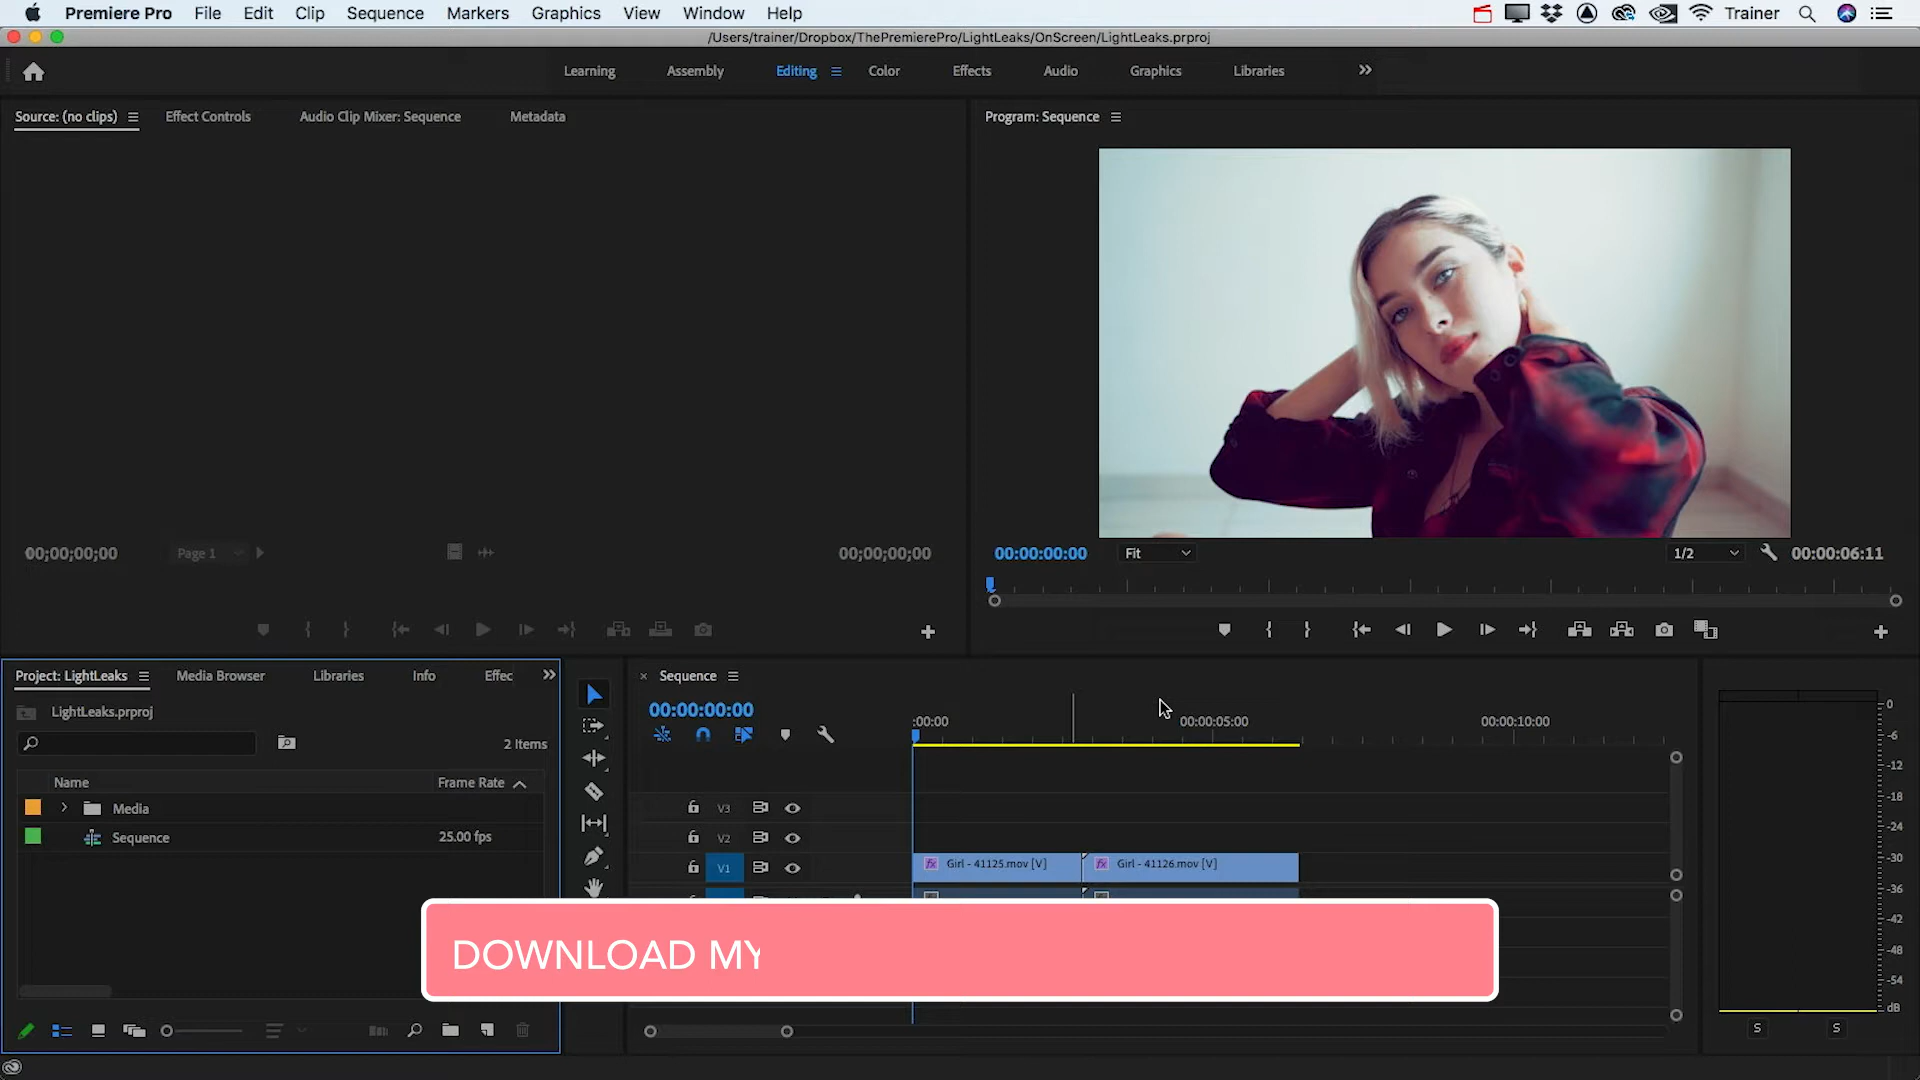 Premiere Pro File Edit Clip Sequence Markers Graphics View Window Help Trainer
/Users/trainer/Dropbox/ThePremierePro/LightLeaks/OnScreen/LightLeaks.prproj
Learning Assembly Editing Color Effects Audio Graphics Libraries
Source: (no clips) Effect Controls Audio Clip Mixer: Sequence Metadata
Program: Sequence
00;00;00;00 Page 1 00;00;00;00
00:00:00:00 Fit 1/2 00:00:06:11
Project: LightLeaks Media Browser Libraries Info Effec
LightLeaks.prproj
2 Items
Name Frame Rate
Media
Sequence 25.00 fps
Sequence
00:00:00:00
:00:00 00:00:05:00 00:00:10:00
V3
V2
V1 Girl - 41125.mov [V] Girl - 41126.mov [V]
DOWNLOAD MY
0
-6
-12
-18
-24
-30
-36
-42
-48
-54
dB
S S